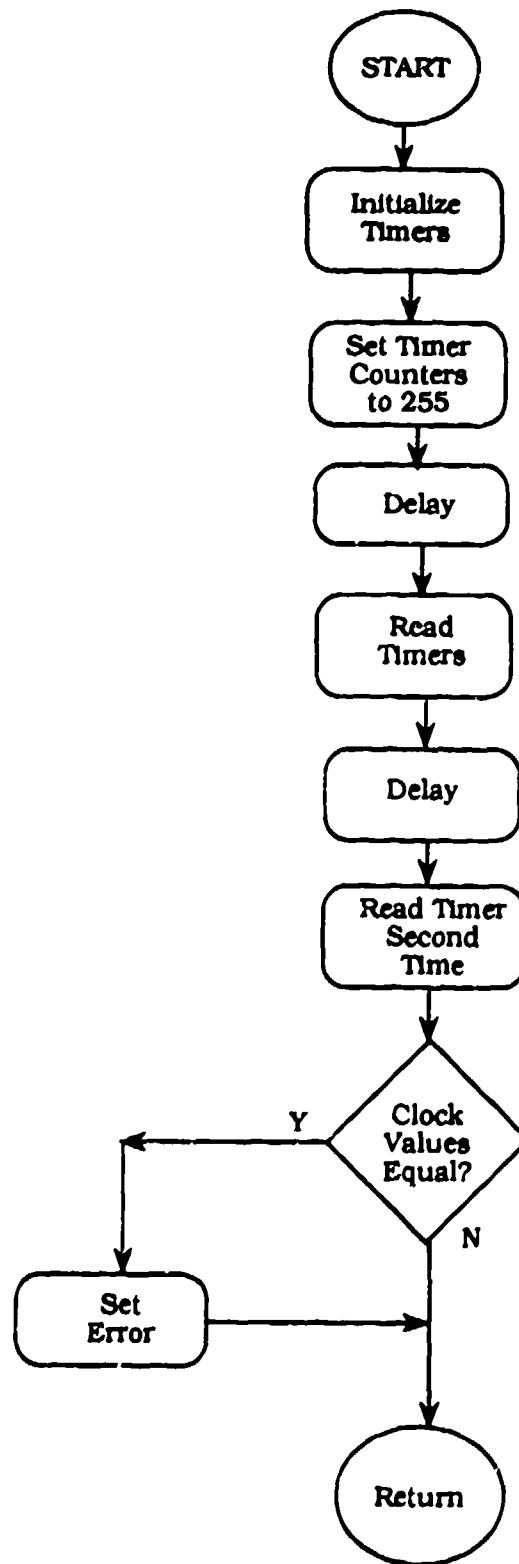 START
Initialize
Timers
Set Timer
Counters
to 255
Delay
Read
Timers
Delay
Read Timer
Second
Time
Clock
Values
Equal?
Y
N
Set
Error
Return